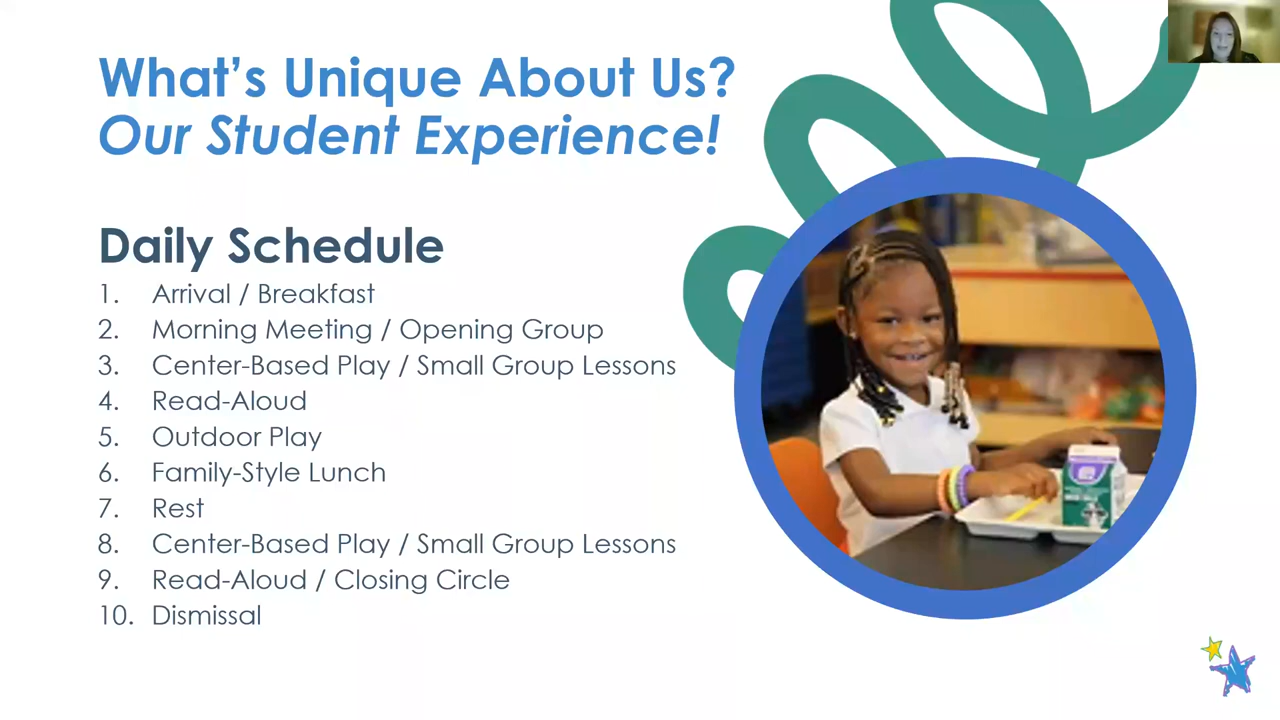 What's Unique About Us?
Our Student Experience!
Daily Schedule
1. Arrival / Breakfast
2. Morning Meeting / Opening Group
3. Center-Based Play / Small Group Lessons
4. Read-Aloud
5. Outdoor Play
6. Family-Style Lunch
7. Rest
8. Center-Based Play / Small Group Lessons
9. Read-Aloud / Closing Circle
10. Dismissal